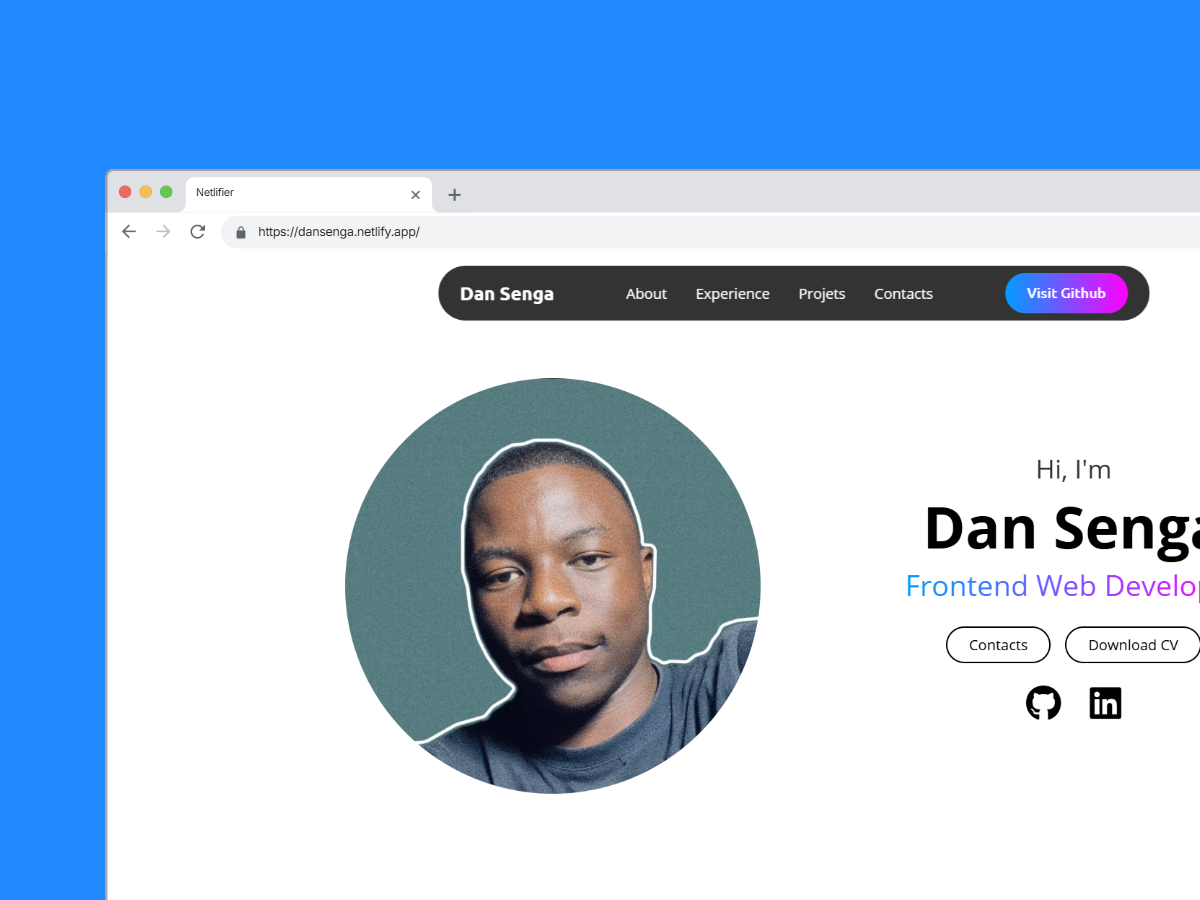 Netlifier
https://dansenga.netlify.app/
Dan Senga About Experience Projets Contacts Visit Github
Hi, I'm
Dan Senga
Frontend Web Develop
Contacts Download CV
in